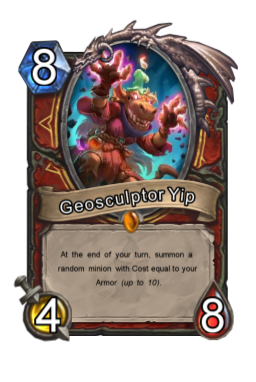 8
Geosculptor Yip
At the end of your turn, summon a
random minion with Cost equal to your
Armor (up to 10).
4
8